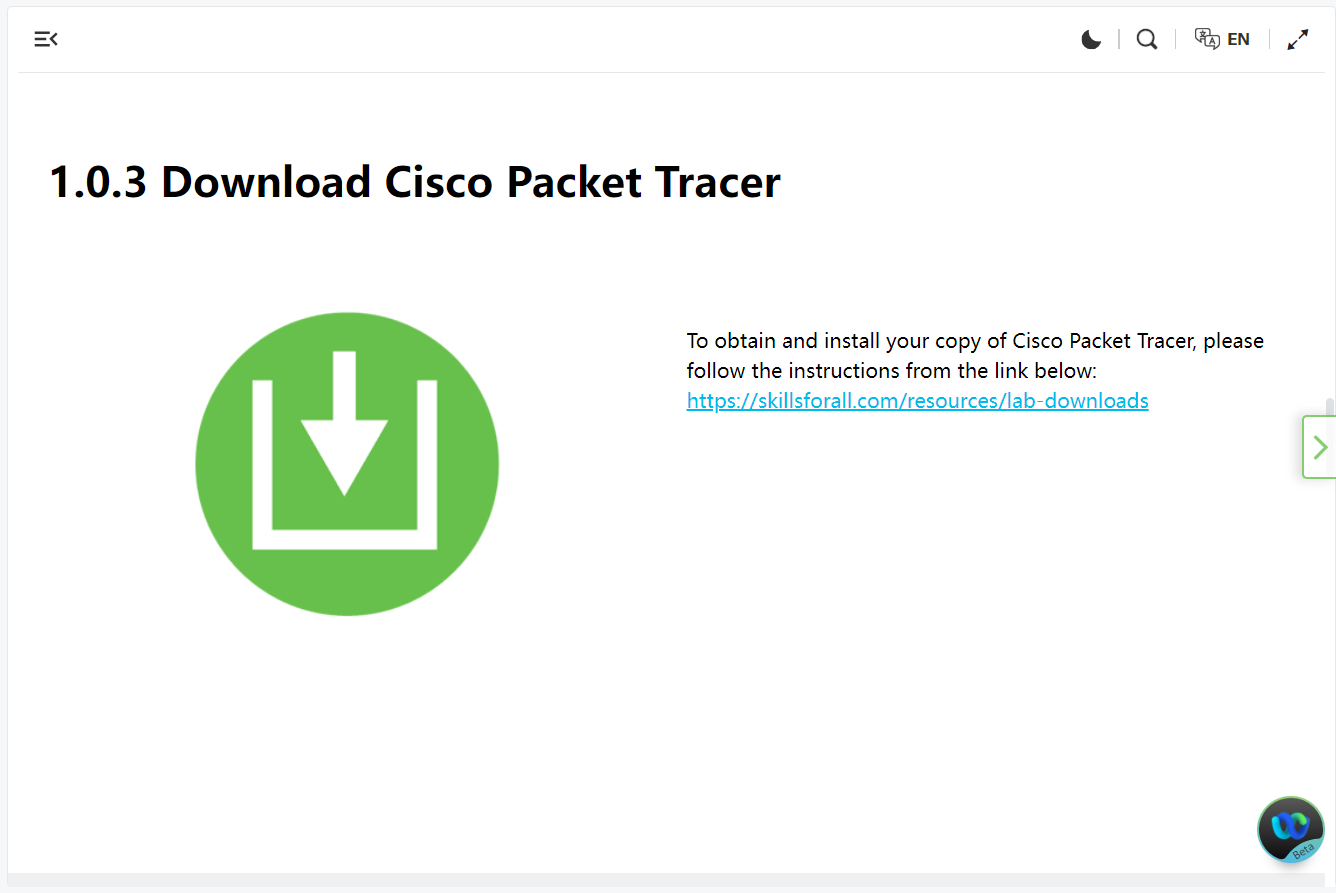 EN
1.0.3 Download Cisco Packet Tracer
To obtain and install your copy of Cisco Packet Tracer, please
follow the instructions from the link below:
https://skillsforall.com/resources/lab-downloads
Beta